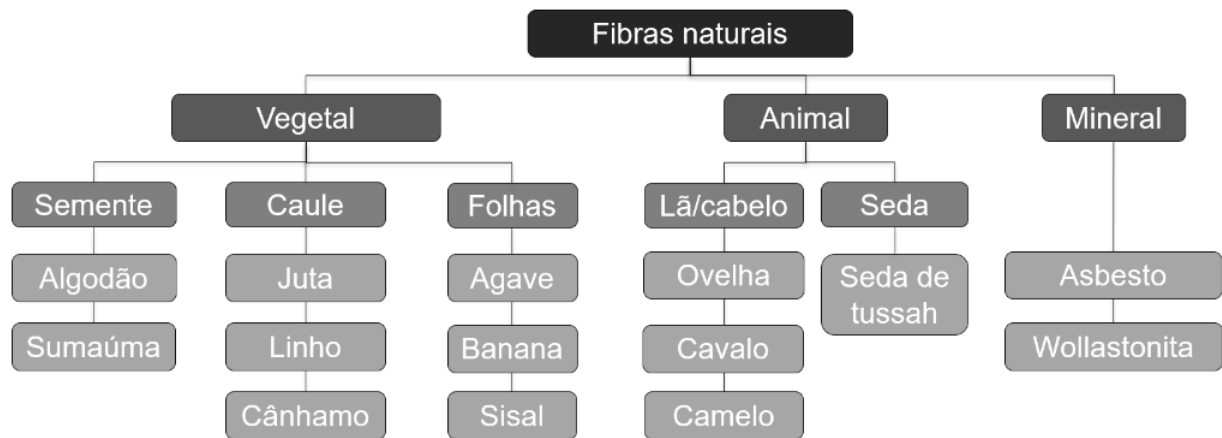 Fibras naturais
Vegetal
Animal
Mineral
Semente
Caule
Folhas
Lã/cabelo
Seda
Algodão
Juta
Agave
Ovelha
Seda de
tussah
Asbesto
Sumaúma
Linho
Banana
Cavalo
Wollastonita
Cânhamo
Sisal
Camelo